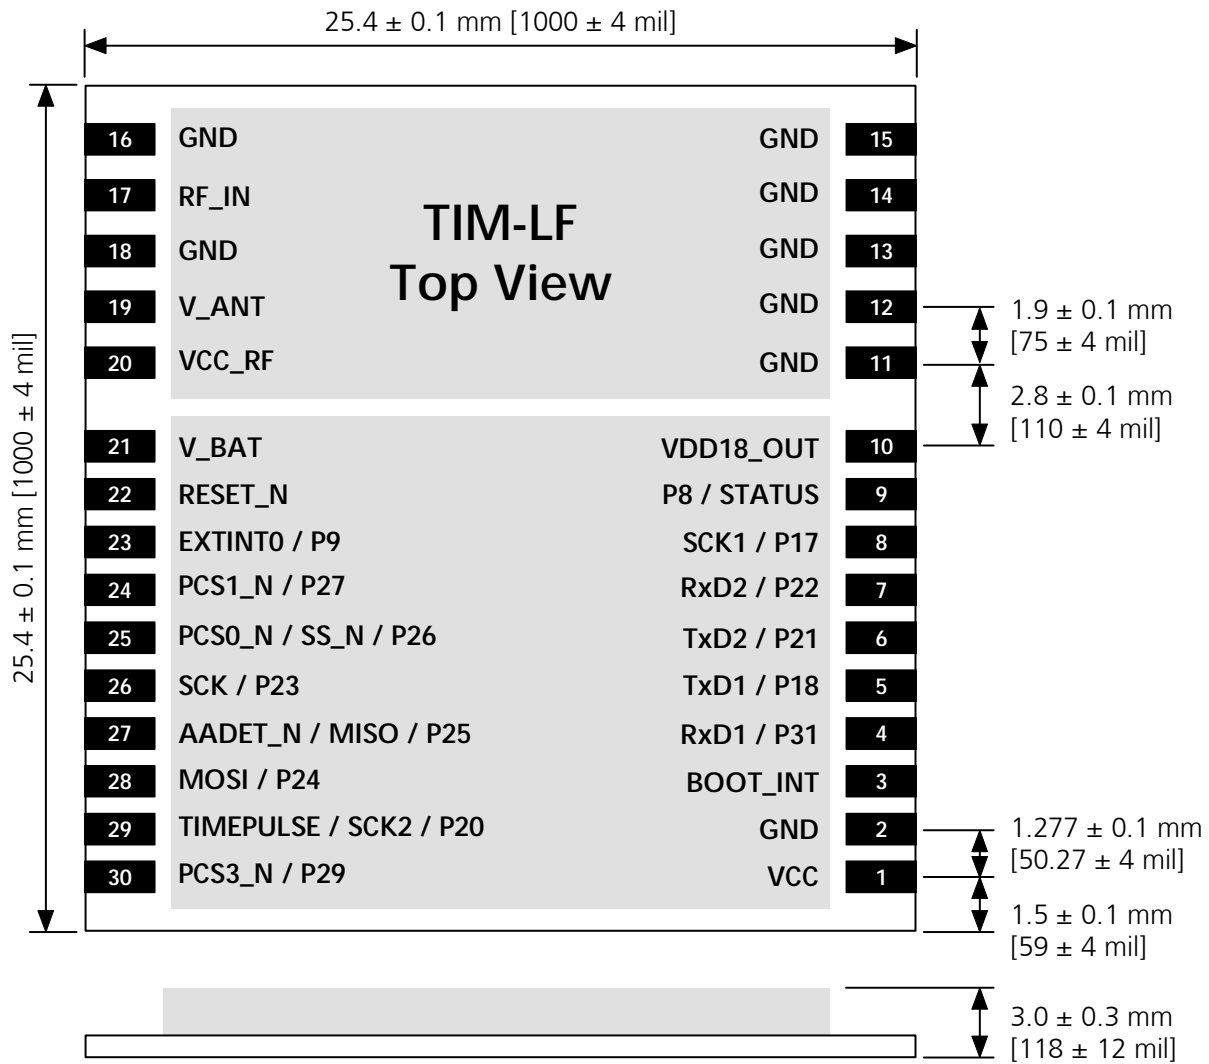 25.4 ± 0.1 mm [1000 ± 4 mil]
25.4 ± 0.1 mm [1000 ± 4 mil]
TIM-LF
Top View
16 GND
17 RF_IN
18 GND
19 V_ANT
20 VCC_RF
21 V_BAT
22 RESET_N
23 EXTINT0 / P9
24 PCS1_N / P27
25 PCS0_N / SS_N / P26
26 SCK / P23
27 AADET_N / MISO / P25
28 MOSI / P24
29 TIMEPULSE / SCK2 / P20
30 PCS3_N / P29
GND 15
GND 14
GND 13
GND 12
GND 11
VDD18_OUT 10
P8 / STATUS 9
SCK1 / P17 8
RxD2 / P22 7
TxD2 / P21 6
TxD1 / P18 5
RxD1 / P31 4
BOOT_INT 3
GND 2
VCC 1
1.9 ± 0.1 mm
[75 ± 4 mil]
2.8 ± 0.1 mm
[110 ± 4 mil]
1.277 ± 0.1 mm
[50.27 ± 4 mil]
1.5 ± 0.1 mm
[59 ± 4 mil]
3.0 ± 0.3 mm
[118 ± 12 mil]